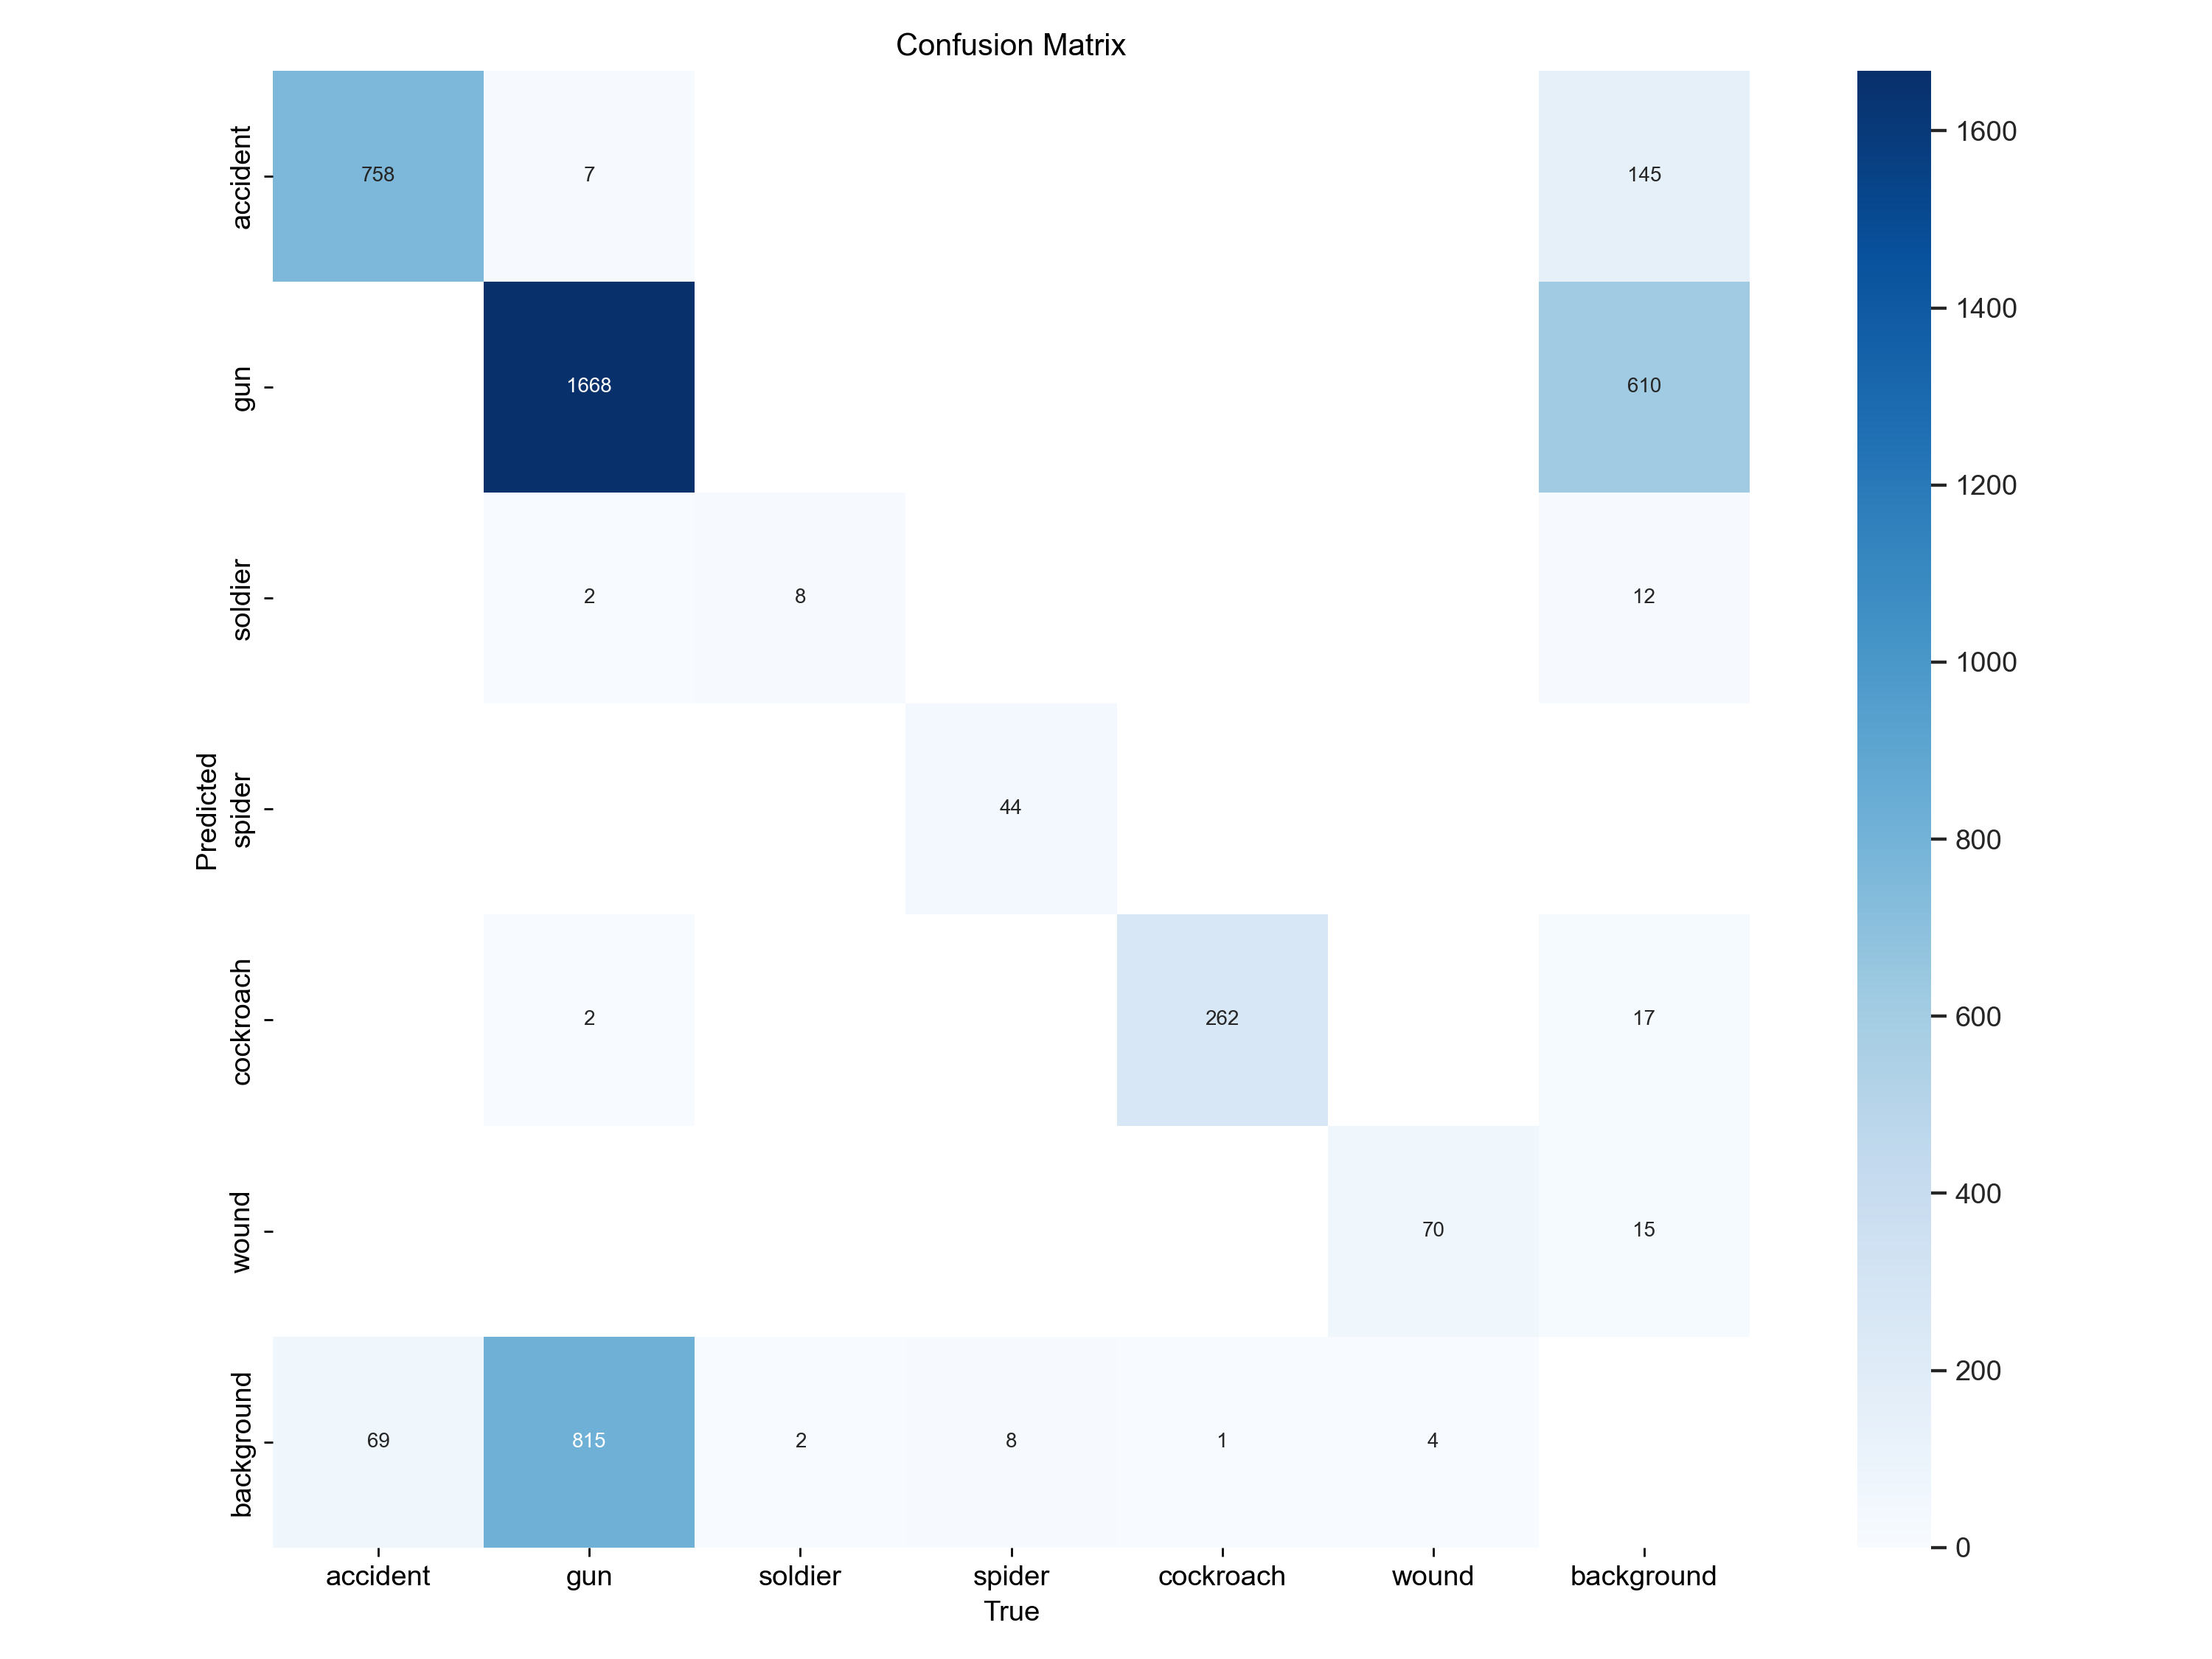 Confusion Matrix
accident 758 7 145 1600
gun 1668 610 1400
1200
soldier 2 8 12 1000
Predicted
spider 44 800
cockroach 2 262 17 600
wound 70 15 400
background 69 815 2 8 1 4 200
0
accident gun soldier spider cockroach wound background
True